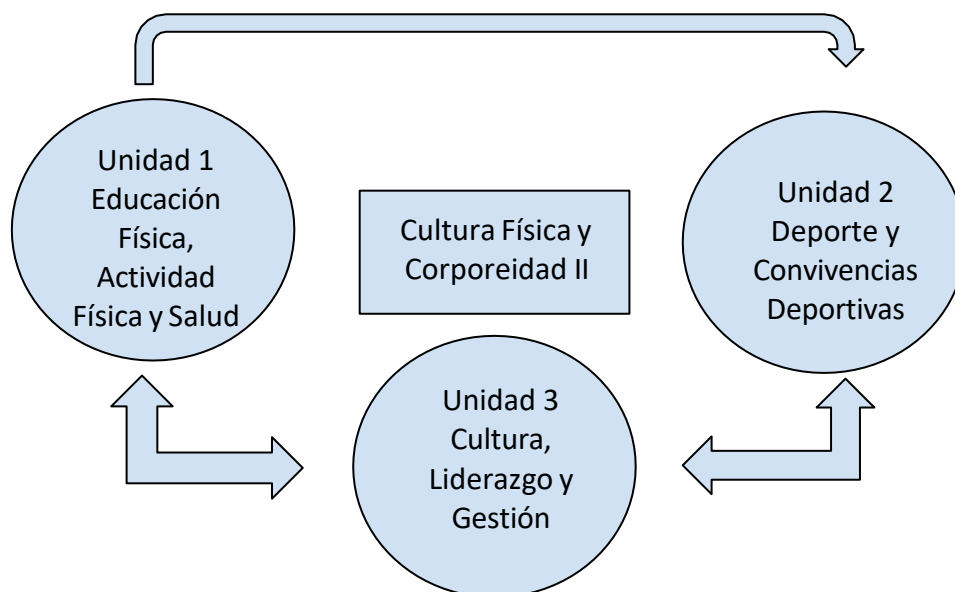 Unidad 1
Educación
Física,
Actividad
Física y Salud
Cultura Física y
Corporeidad II
Unidad 2
Deporte y
Convivencias
Deportivas
Unidad 3
Cultura,
Liderazgo y
Gestión